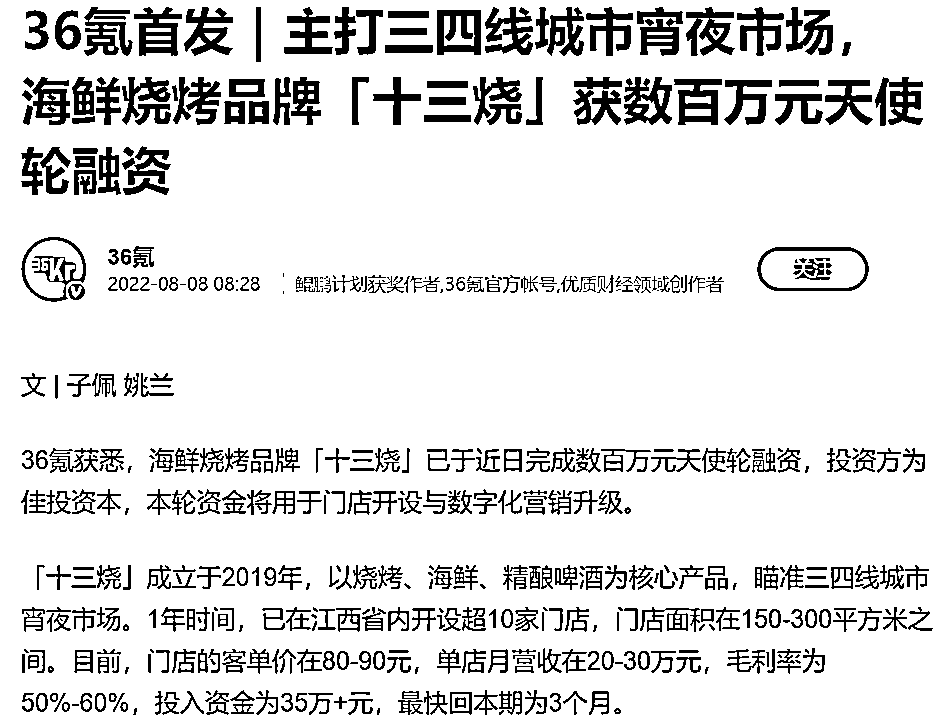 36氪首发｜主打三四线城市宵夜市场，
海鲜烧烤品牌「十三烧」获数百万元天使
轮融资
36Kr
36氪
2022-08-08 08:28
鲲鹏计划获奖作者,36氪官方帐号,优质财经领域创作者
关注
文 | 子佩 姚兰
36氪获悉，海鲜烧烤品牌「十三烧」已于近日完成数百万元天使轮融资，投资方为
佳投资本，本轮资金将用于门店开设与数字化营销升级。
「十三烧」成立于2019年，以烧烤、海鲜、精酿啤酒为核心产品，瞄准三四线城市
宵夜市场。1年时间，已在江西省内开设超10家门店，门店面积在150-300平方米之
间。目前，门店的客单价在80-90元，单店月营收在20-30万元，毛利率为
50%-60%，投入资金为35万+元，最快回本期为3个月。